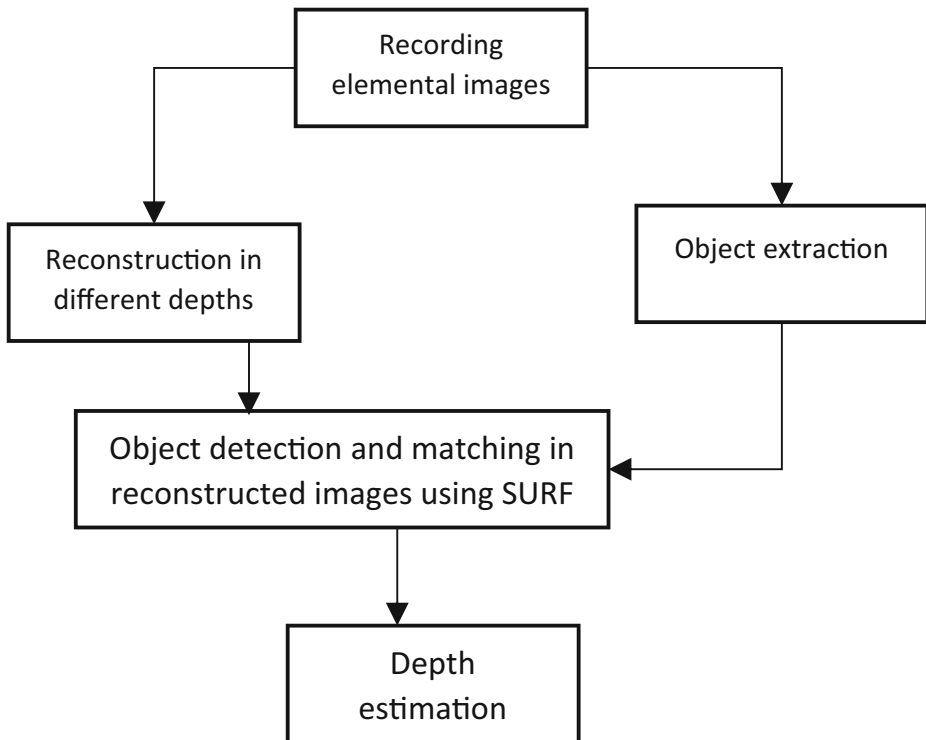 Recording
elemental images
Reconstruction in
different depths
Object extraction
Object detection and matching in
reconstructed images using SURF
Depth
estimation